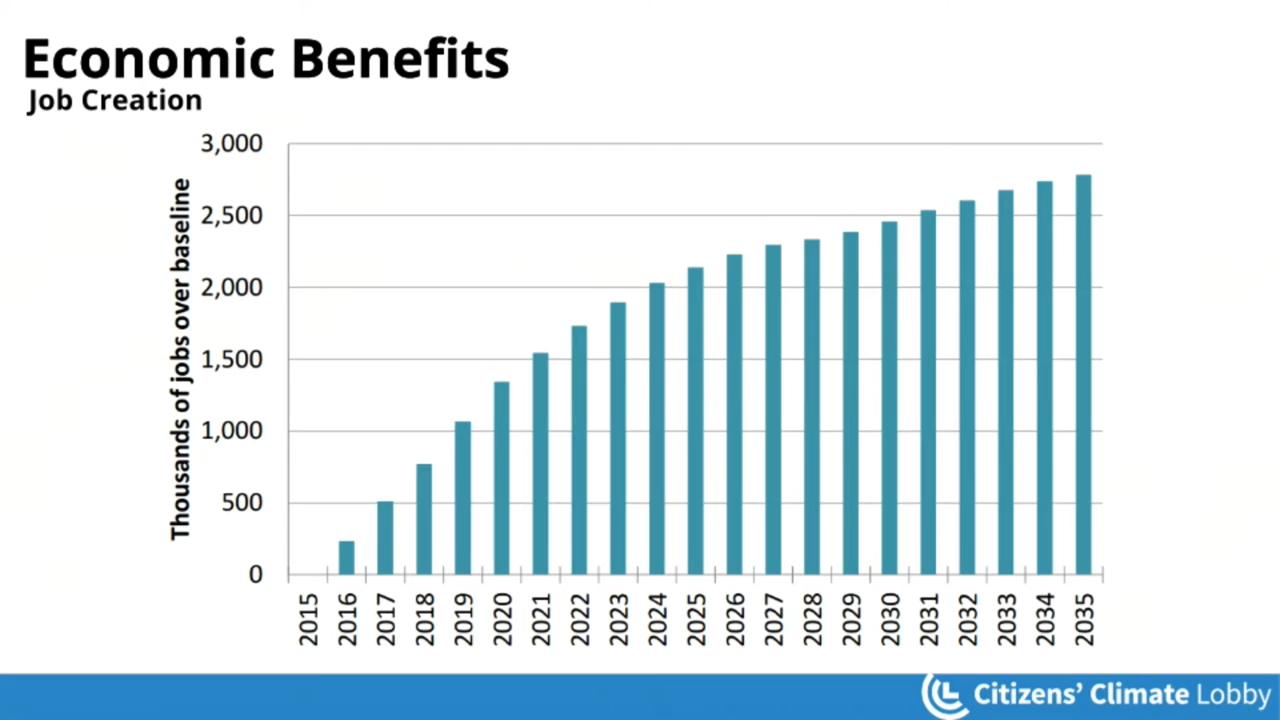 Economic Benefits
Job Creation
Thousands of jobs over baseline
3,000
2,500
2,000
1,500
1,000
500
0
2015 2016 2017 2018 2019 2020 2021 2022 2023 2024 2025 2026 2027 2028 2029 2030 2031 2032 2033 2034 2035
Citizens’ Climate Lobby